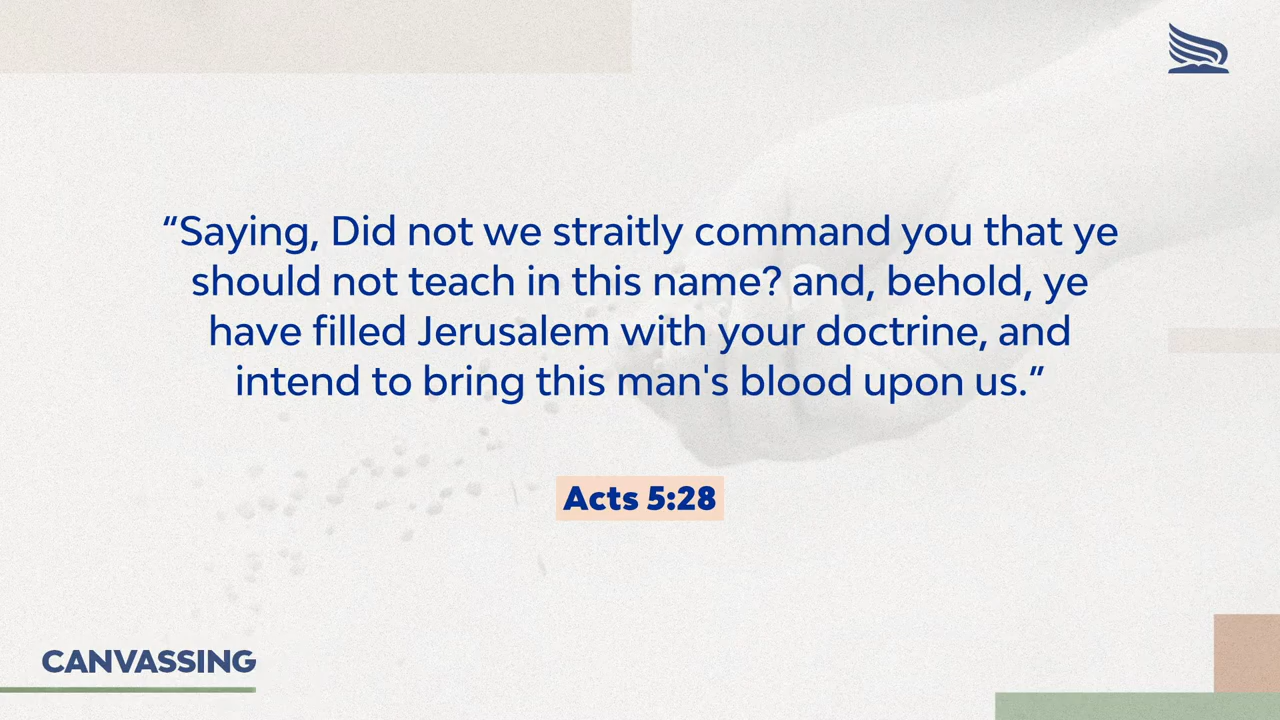 “Saying, Did not we straitly command you that ye
should not teach in this name? and, behold, ye
have filled Jerusalem with your doctrine, and
intend to bring this man's blood upon us.”
Acts 5:28
CANVASSING